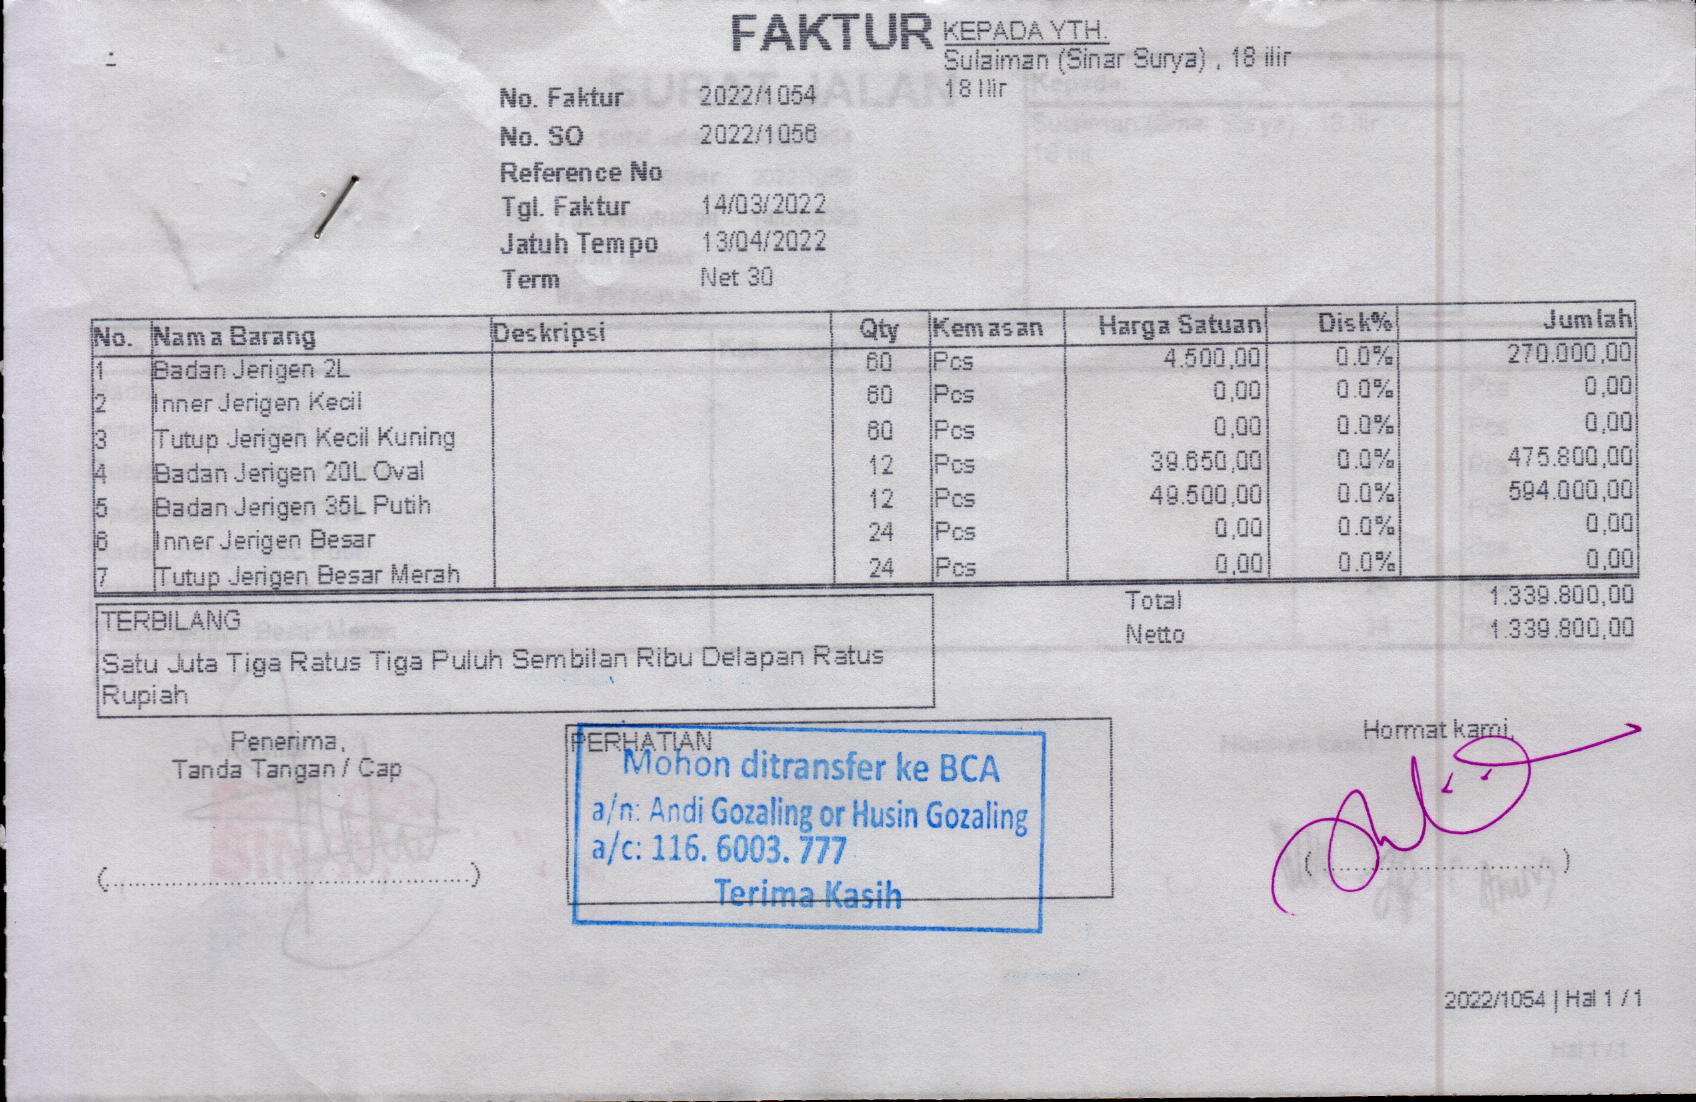 FAKTUR
KEPADA YTH.
Sulaiman (Sinar Surya) , 18 ilir
18 Ilir
No. Faktur 2022/1054
No. SO 2022/1056
Reference No
Tgl. Faktur 14/03/2022
Jatuh Tempo 13/04/2022
Term Net 30
No. Nama Barang Deskripsi Qty Kemasan Harga Satuan Disk% Jumlah
1 Badan Jerigen 2L 60 Pcs 4.500,00 0.0% 270.000,00
2 Inner Jerigen Kecil 60 Pcs 0,00 0.0% 0,00
3 Tutup Jerigen Kecil Kuning 60 Pcs 0,00 0.0% 0,00
4 Badan Jerigen 20L Oval 12 Pcs 39.650,00 0.0% 475.800,00
5 Badan Jerigen 35L Putih 12 Pcs 49.500,00 0.0% 594.000,00
6 Inner Jerigen Besar 24 Pcs 0,00 0.0% 0,00
7 Tutup Jerigen Besar Merah 24 Pcs 0,00 0.0% 0,00
Total 1.339.800,00
Netto 1.339.800,00
TERBILANG
Satu Juta Tiga Ratus Tiga Puluh Sembilan Ribu Delapan Ratus
Rupiah
Penerima,
Tanda Tangan / Cap
(..................................................)
PERHATIAN
Mohon ditransfer ke BCA
a/n: Andi Gozaling or Husin Gozaling
a/c: 116. 6003. 777
Terima Kasih
Hormat kami,
(..................................)
2022/1054 | Hal 1 / 1